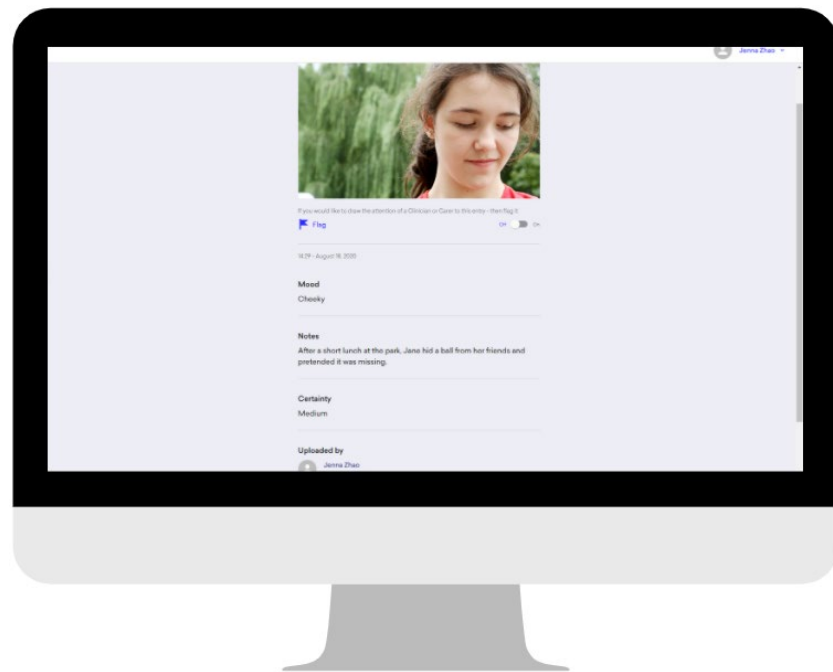 Jenna Zhao
If you would like to draw the attention of a Clinician or Carer to this entry - then flag it
Flag
Off
On
14:29 - August 18, 2020
Mood
Cheeky
Notes
After a short lunch at the park, Jane hid a ball from her friends and
pretended it was missing.
Certainty
Medium
Uploaded by
Jenna Zhao